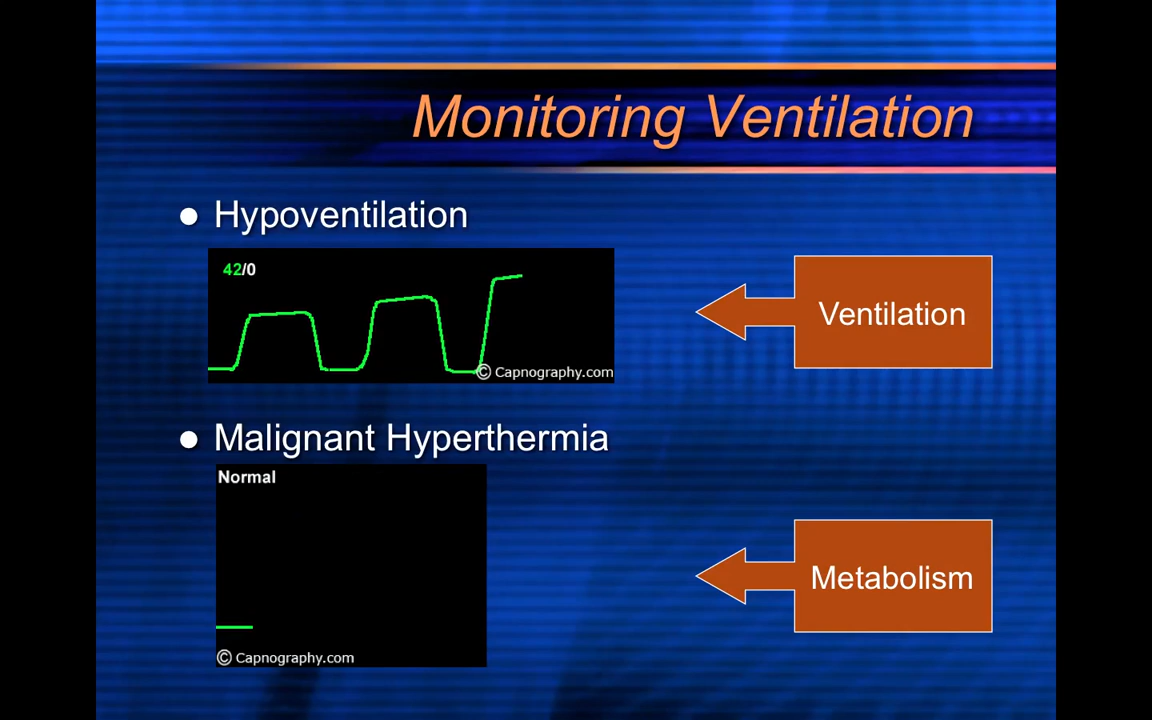 Monitoring Ventilation
Hypoventilation
42/0
© Capnography.com
Ventilation
Malignant Hyperthermia
Normal
© Capnography.com
Metabolism